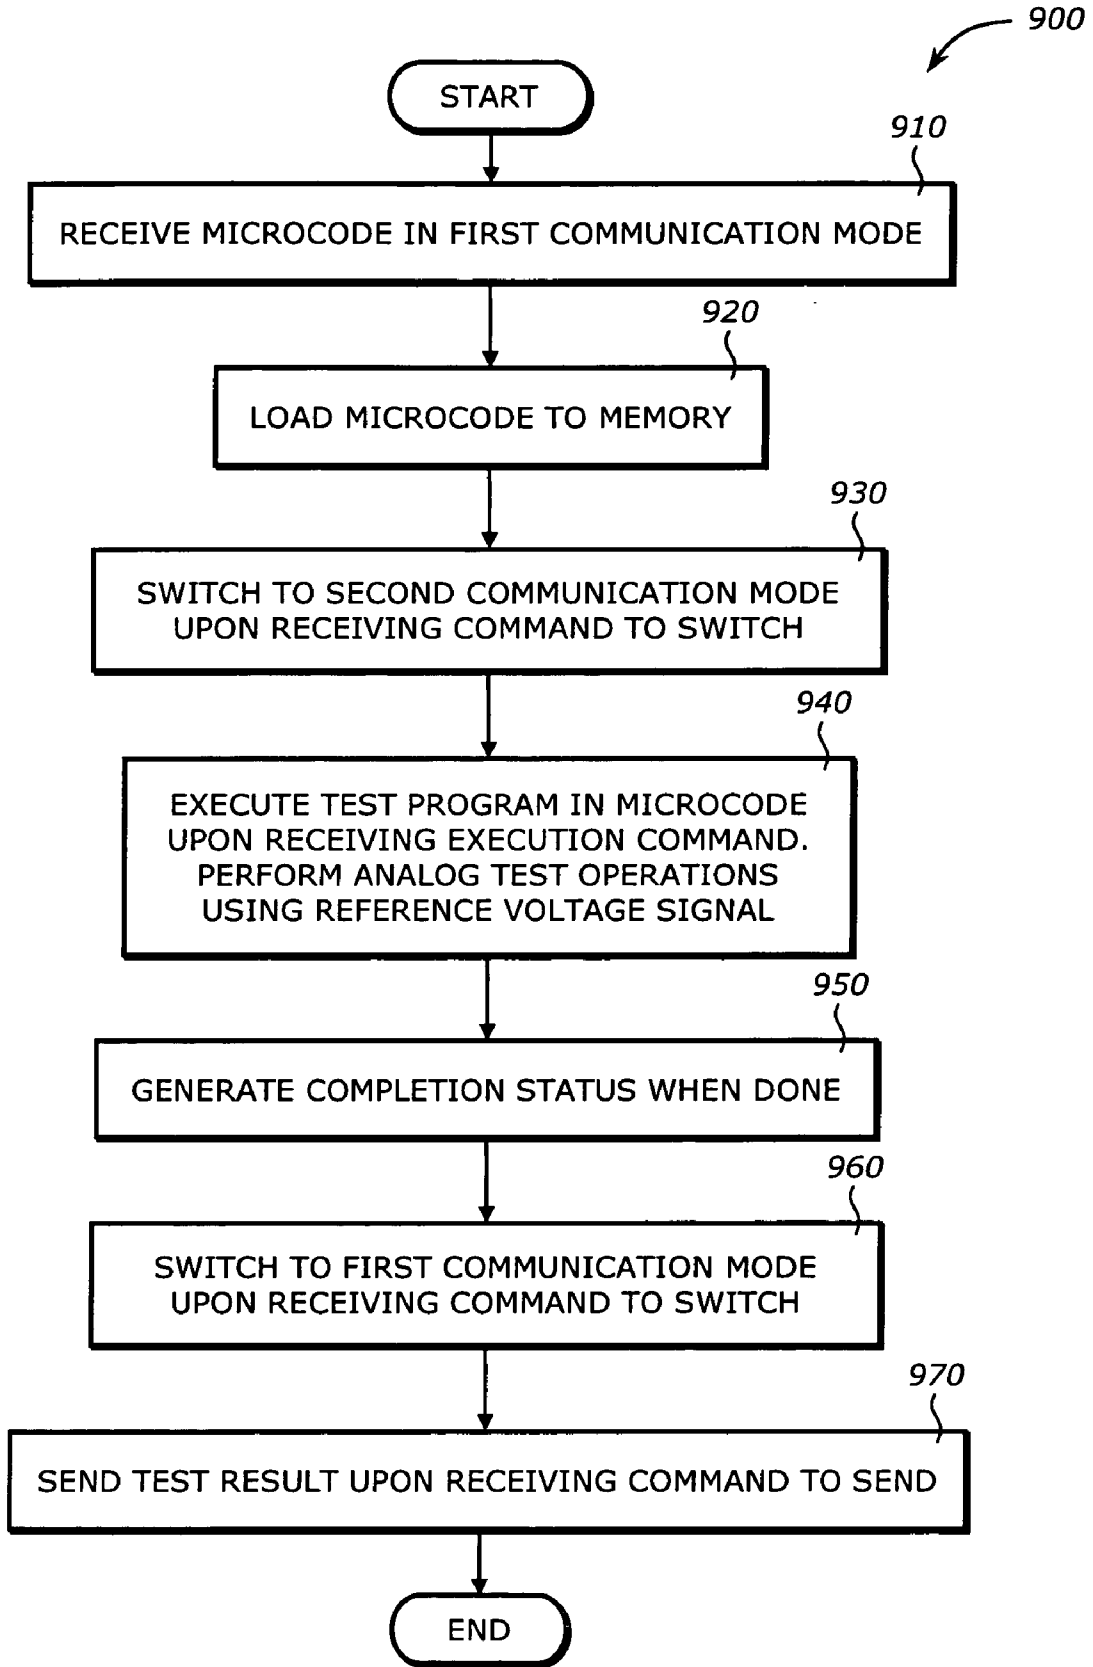 900
START
910
RECEIVE MICROCODE IN FIRST COMMUNICATION MODE
920
LOAD MICROCODE TO MEMORY
930
SWITCH TO SECOND COMMUNICATION MODE
UPON RECEIVING COMMAND TO SWITCH
940
EXECUTE TEST PROGRAM IN MICROCODE
UPON RECEIVING EXECUTION COMMAND.
PERFORM ANALOG TEST OPERATIONS
USING REFERENCE VOLTAGE SIGNAL
950
GENERATE COMPLETION STATUS WHEN DONE
960
SWITCH TO FIRST COMMUNICATION MODE
UPON RECEIVING COMMAND TO SWITCH
970
SEND TEST RESULT UPON RECEIVING COMMAND TO SEND
END